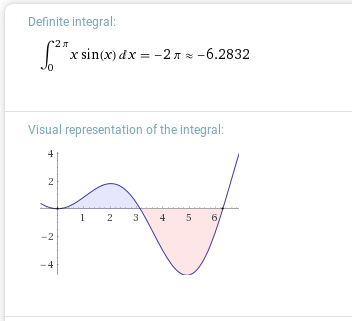 Definite integral:
∫₀^2π x sin(x) dx = −2 π ≈ −6.2832
Visual representation of the integral:
4
2
1 2 3 4 5 6
−2
−4